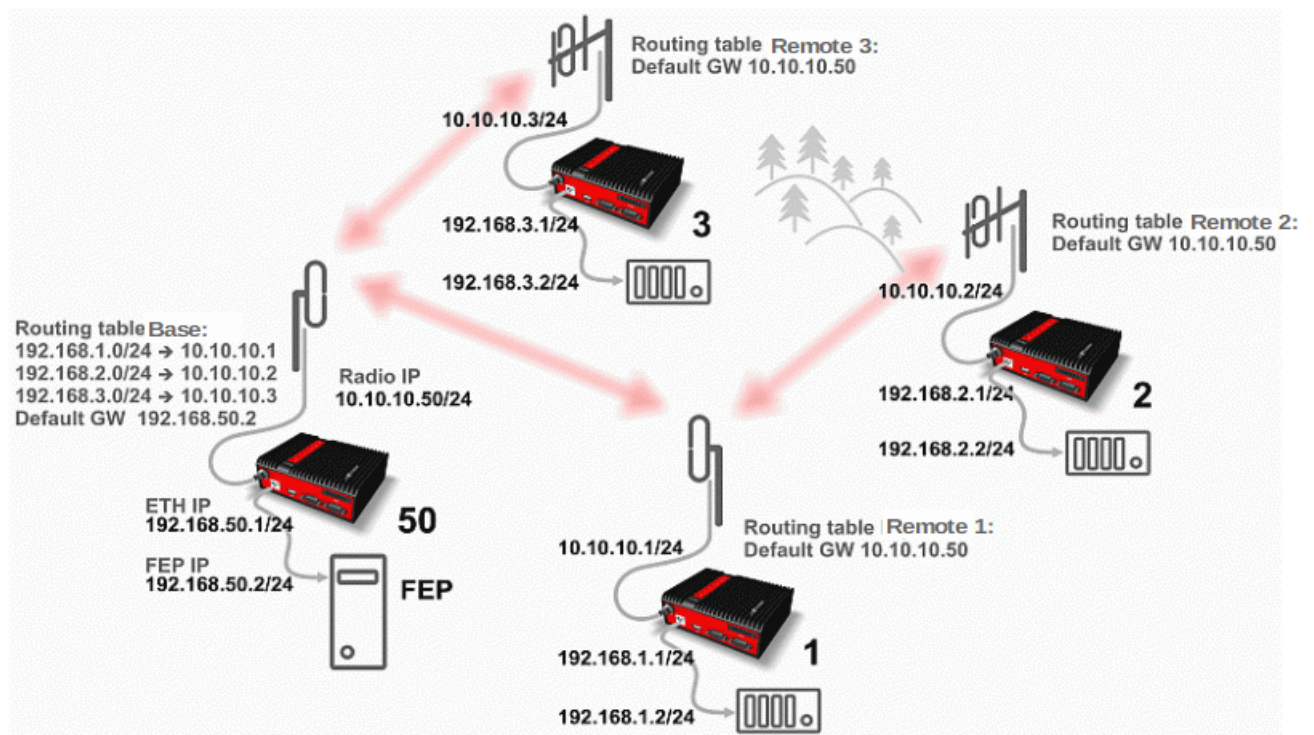 Routing table Remote 3:
Default GW 10.10.10.50
10.10.10.3/24
192.168.3.1/24
3
192.168.3.2/24
Routing table Remote 2:
Default GW 10.10.10.50
10.10.10.2/24
192.168.2.1/24
2
192.168.2.2/24
Routing table Base:
192.168.1.0/24 → 10.10.10.1
192.168.2.0/24 → 10.10.10.2
192.168.3.0/24 → 10.10.10.3
Default GW 192.168.50.2
Radio IP
10.10.10.50/24
ETH IP
192.168.50.1/24
50
FEP IP
192.168.50.2/24
FEP
Routing table Remote 1:
Default GW 10.10.10.50
10.10.10.1/24
192.168.1.1/24
1
192.168.1.2/24